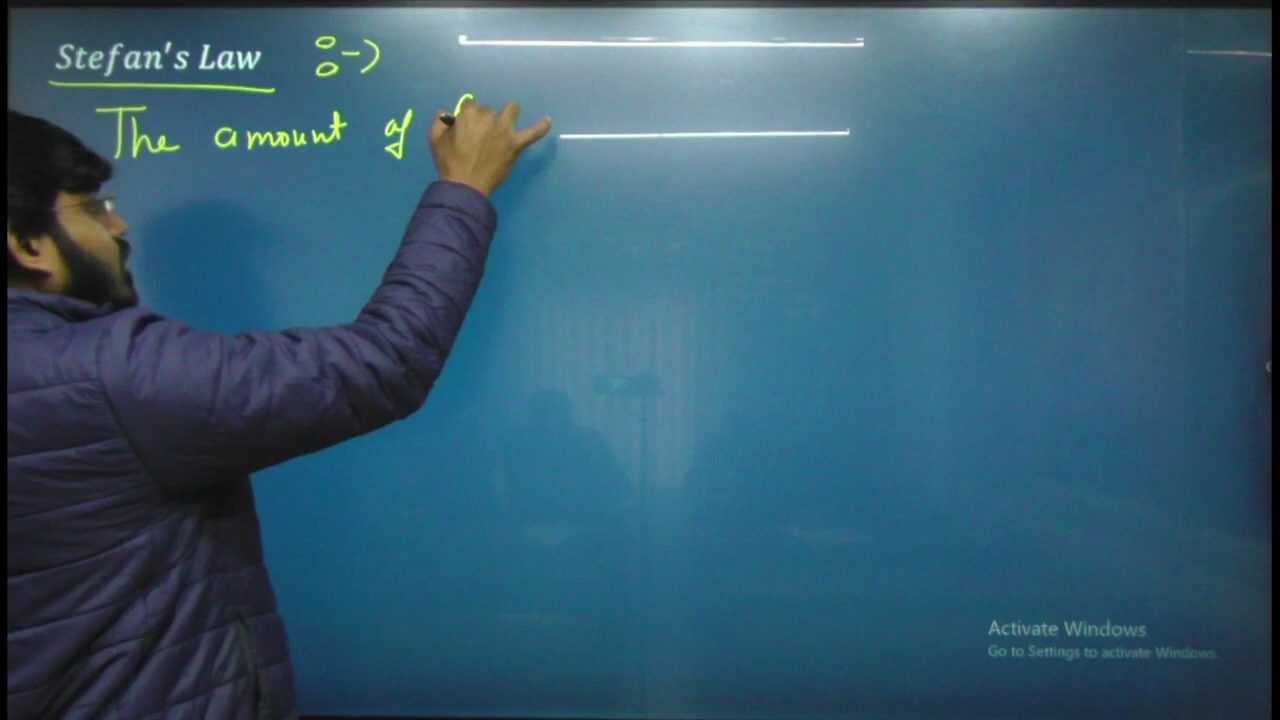 Stefan's Law :-)
The amount of
Activate Windows
Go to Settings to activate Windows.